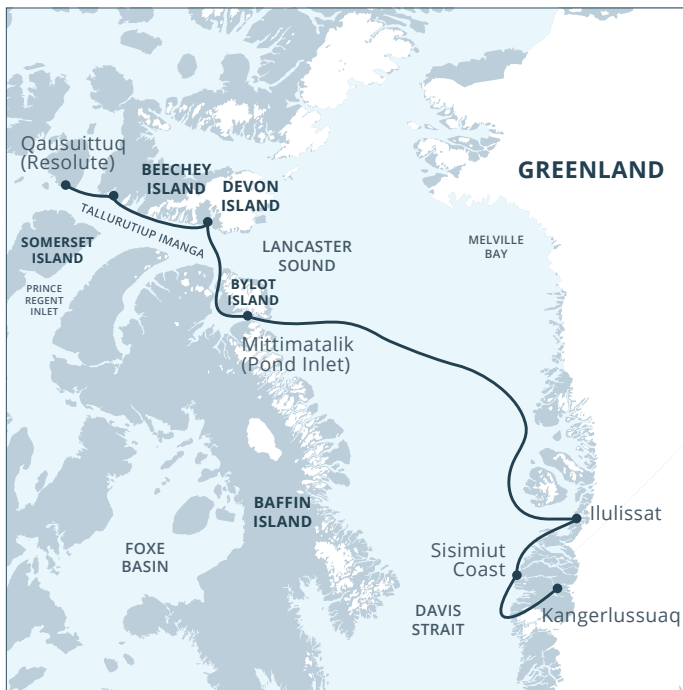 Qausuittuq
(Resolute)
BEECHEY
ISLAND
DEVON
ISLAND
GREENLAND
TALLURUTIUP IMANGA
SOMERSET
ISLAND
LANCASTER
SOUND
MELVILLE
BAY
PRINCE
REGENT
INLET
BYLOT
ISLAND
Mittimatalik
(Pond Inlet)
BAFFIN
ISLAND
Ilulissat
FOXE
BASIN
Sisimiut
Coast
DAVIS
STRAIT
Kangerlussuaq